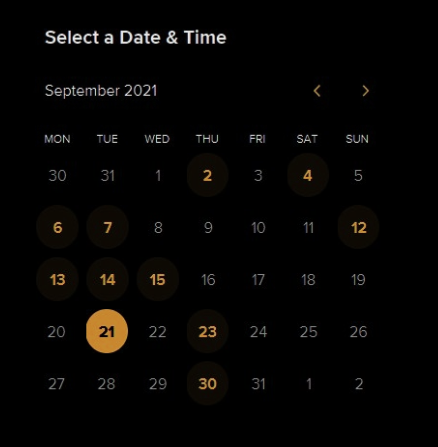 Select a Date & Time
September 2021
MON TUE WED THU FRI SAT SUN
30 31 1 2 3 4 5
6 7 8 9 10 11 12
13 14 15 16 17 18 19
20 21 22 23 24 25 26
27 28 29 30 31 1 2